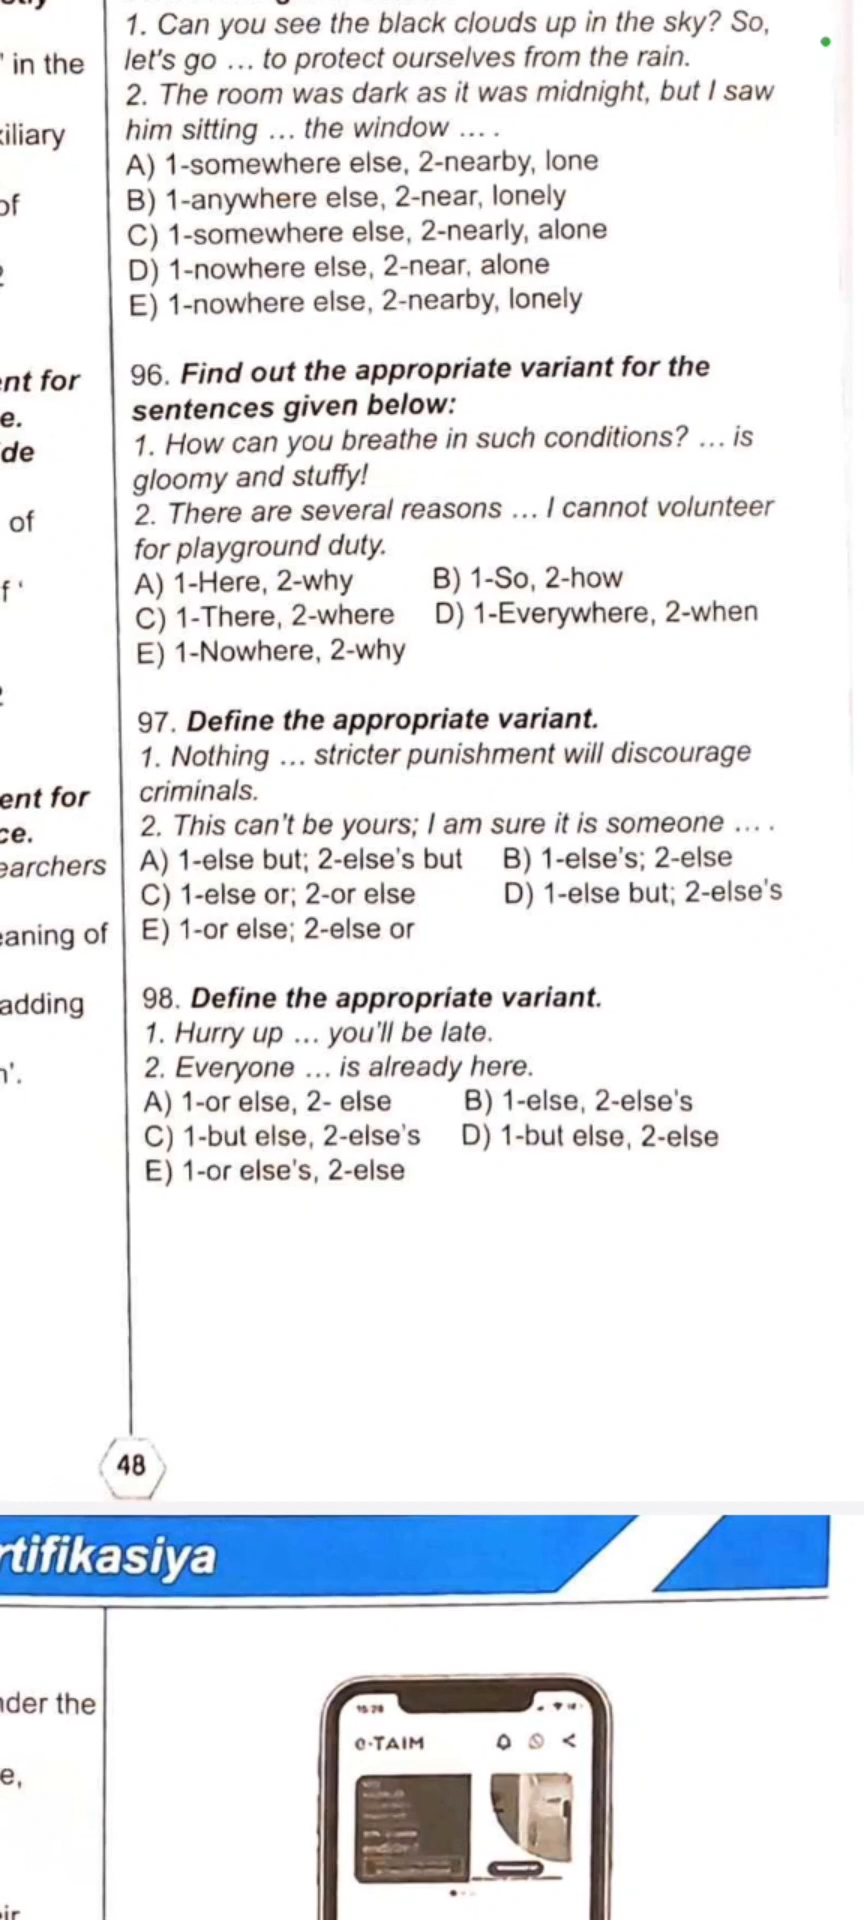 in the
1. Can you see the black clouds up in the sky? So,
let's go ... to protect ourselves from the rain.
2. The room was dark as it was midnight, but I saw
him sitting ... the window ... .
A) 1-somewhere else, 2-nearby, lone
B) 1-anywhere else, 2-near, lonely
C) 1-somewhere else, 2-nearly, alone
D) 1-nowhere else, 2-near, alone
E) 1-nowhere else, 2-nearby, lonely
96. Find out the appropriate variant for the
sentences given below:
1. How can you breathe in such conditions? ... is
gloomy and stuffy!
2. There are several reasons ... I cannot volunteer
for playground duty.
A) 1-Here, 2-why B) 1-So, 2-how
C) 1-There, 2-where D) 1-Everywhere, 2-when
E) 1-Nowhere, 2-why
97. Define the appropriate variant.
1. Nothing ... stricter punishment will discourage
criminals.
2. This can't be yours; I am sure it is someone ... .
A) 1-else but; 2-else's but B) 1-else's; 2-else
C) 1-else or; 2-or else D) 1-else but; 2-else's
E) 1-or else; 2-else or
98. Define the appropriate variant.
1. Hurry up ... you'll be late.
2. Everyone ... is already here.
A) 1-or else, 2- else B) 1-else, 2-else's
C) 1-but else, 2-else's D) 1-but else, 2-else
E) 1-or else's, 2-else
iliary
of
ent for
e.
de
of
f '
ent for
ce.
earchers
eaning of
adding
n'.
48
rtifikasiya
nder the
e,
eir
15:28
e-TAIM